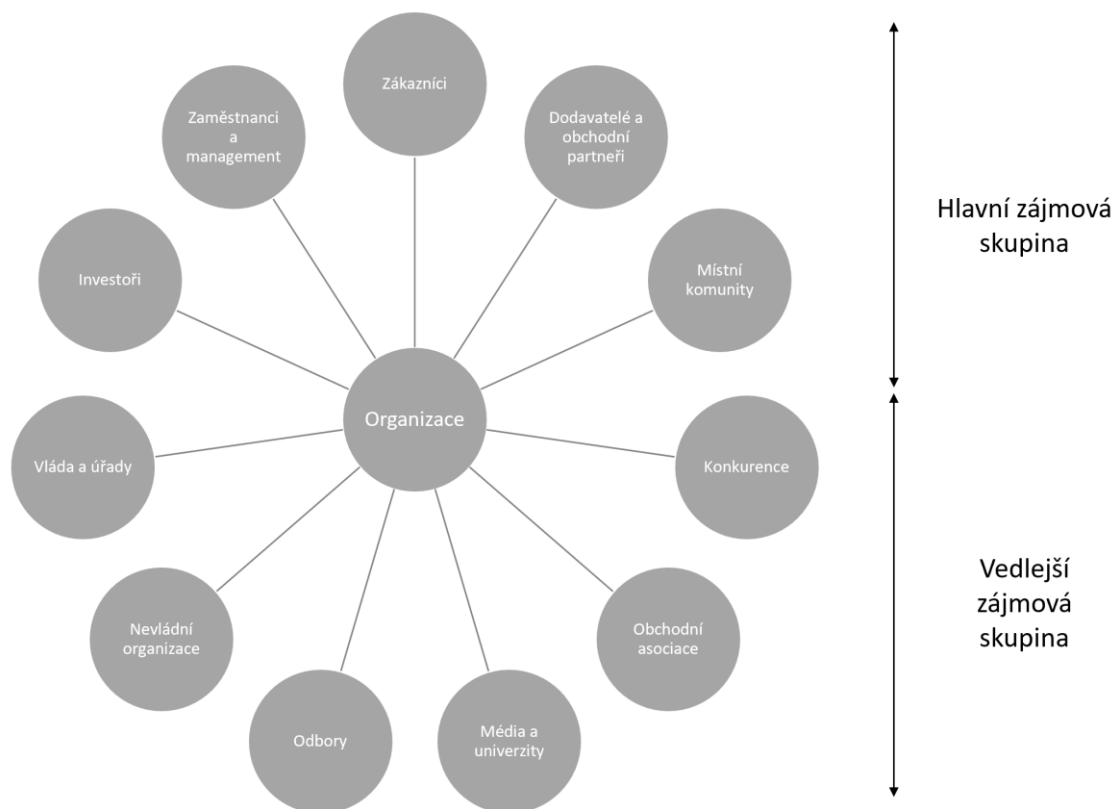 Zákazníci
Zaměstnanci
a
management
Dodavatelé a
obchodní
partneři
Investoři
Místní
komunity
Hlavní zájmová
skupina
Organizace
Vláda a úřady
Konkurence
Nevládní
organizace
Obchodní
asociace
Vedlejší
zájmová
skupina
Odbory
Média a
univerzity